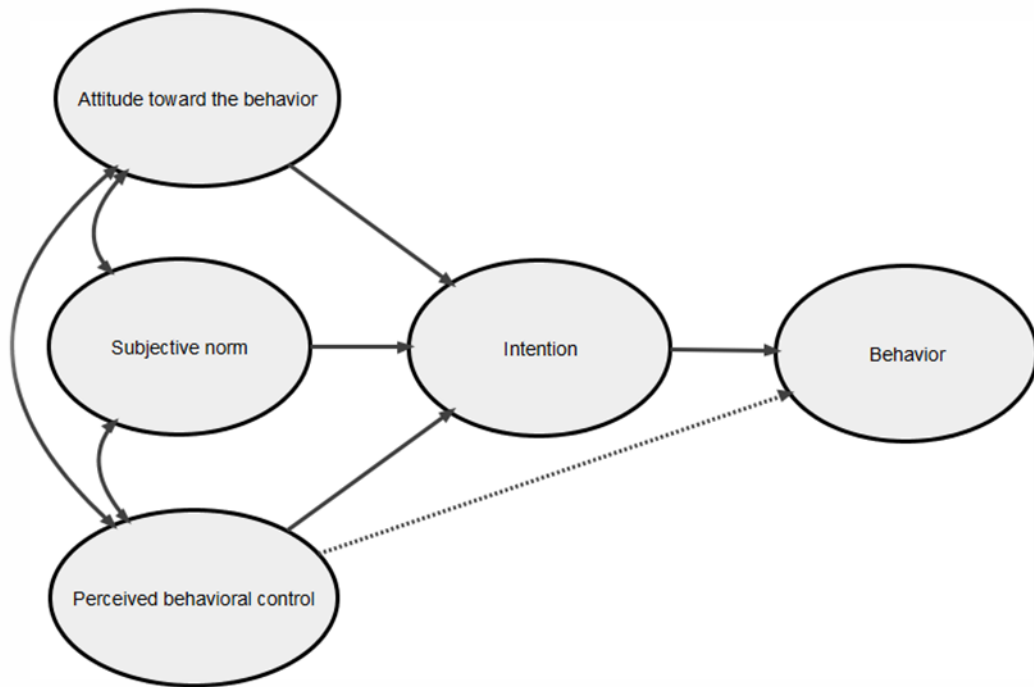 Attitude toward the behavior
Subjective norm
Intention
Behavior
Perceived behavioral control